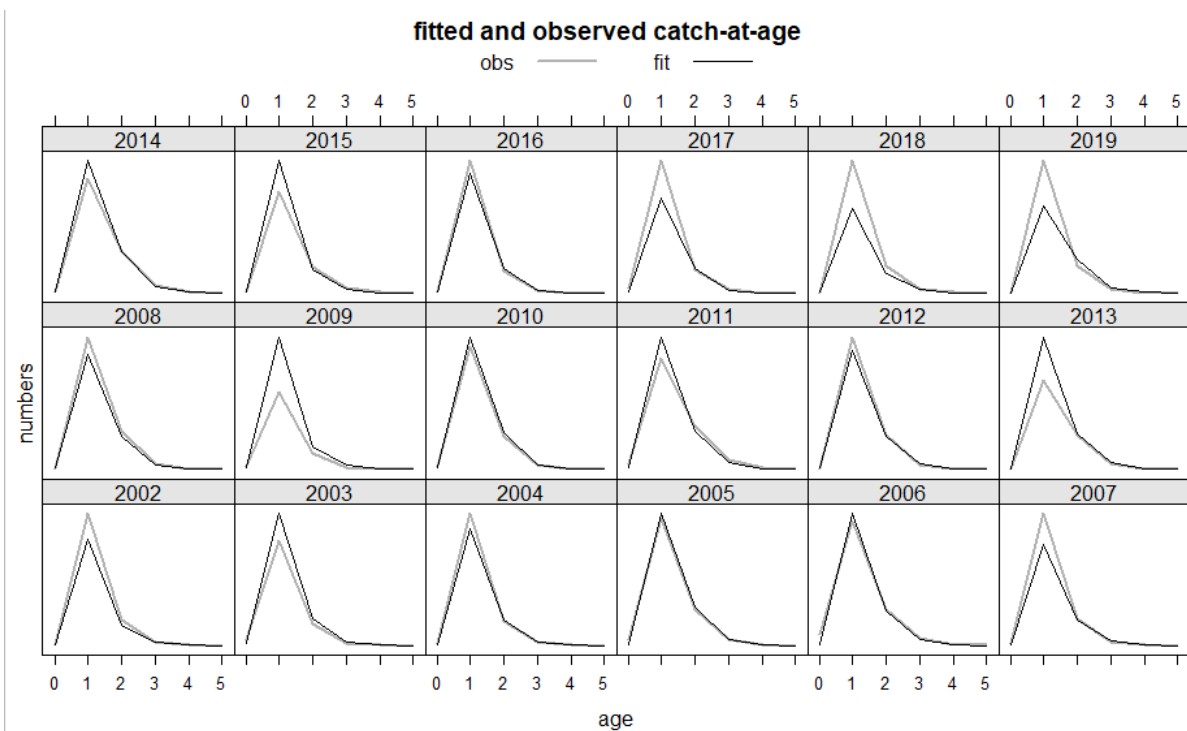 fitted and observed catch-at-age
obs fit
0 1 2 3 4 5 0 1 2 3 4 5 0 1 2 3 4 5
2014 2015 2016 2017 2018 2019
2008 2009 2010 2011 2012 2013
numbers
2002 2003 2004 2005 2006 2007
0 1 2 3 4 5 0 1 2 3 4 5 0 1 2 3 4 5
age